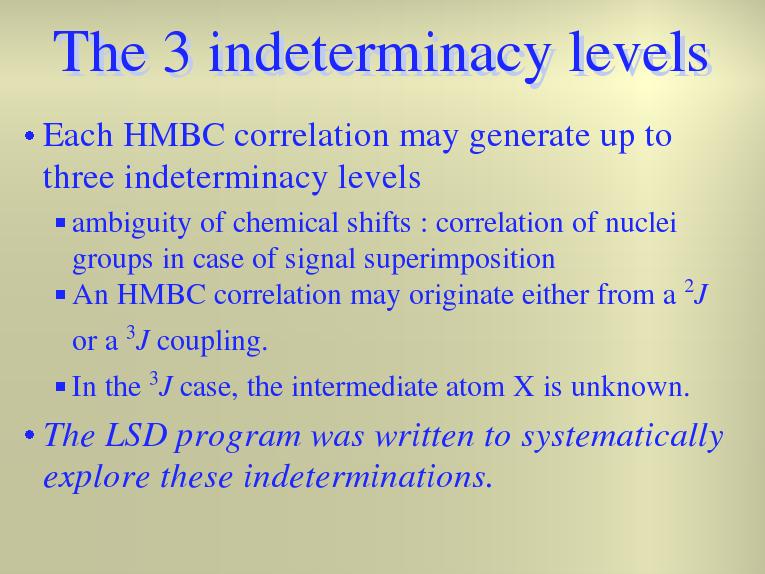 The 3 indeterminacy levels
• Each HMBC correlation may generate up to
three indeterminacy levels
▪ ambiguity of chemical shifts : correlation of nuclei
groups in case of signal superimposition
▪ An HMBC correlation may originate either from a ²J
or a ³J coupling.
▪ In the ³J case, the intermediate atom X is unknown.
• The LSD program was written to systematically
explore these indeterminations.